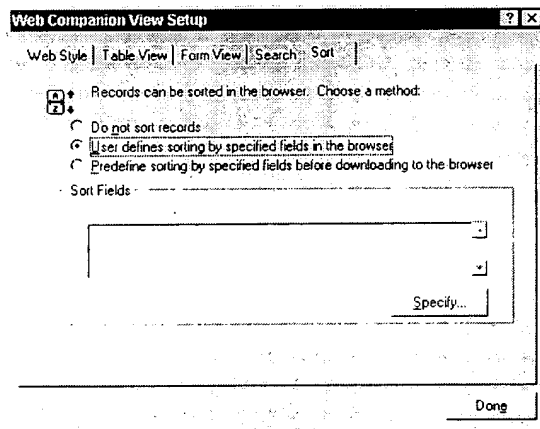 Web Companion View Setup
Web Style Table View Form View Search Sort
Records can be sorted in the browser. Choose a method:
A
Z
Do not sort records
User defines sorting by specified fields in the browser
Predefine sorting by specified fields before downloading to the browser
Sort Fields
Specify...
Done